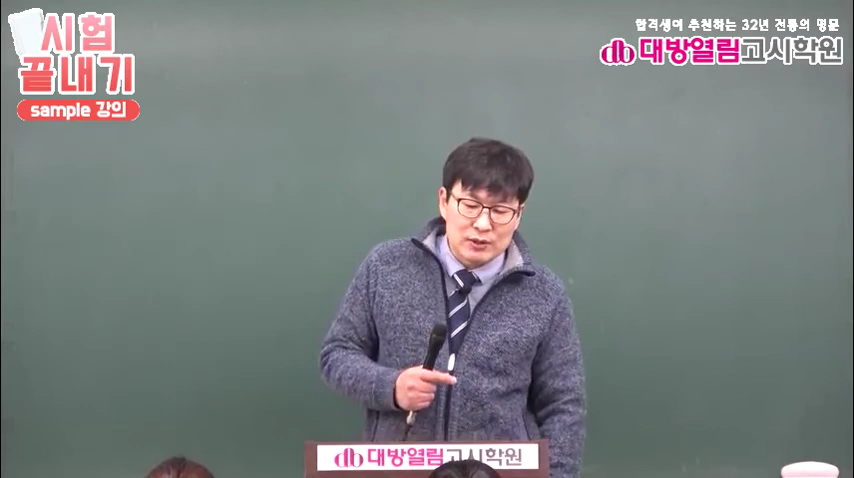 시험
끝내기
sample 강의
합격생이 추천하는 32년 전통의 명문
db 대방열림고시학원
db 대방열림고시학원